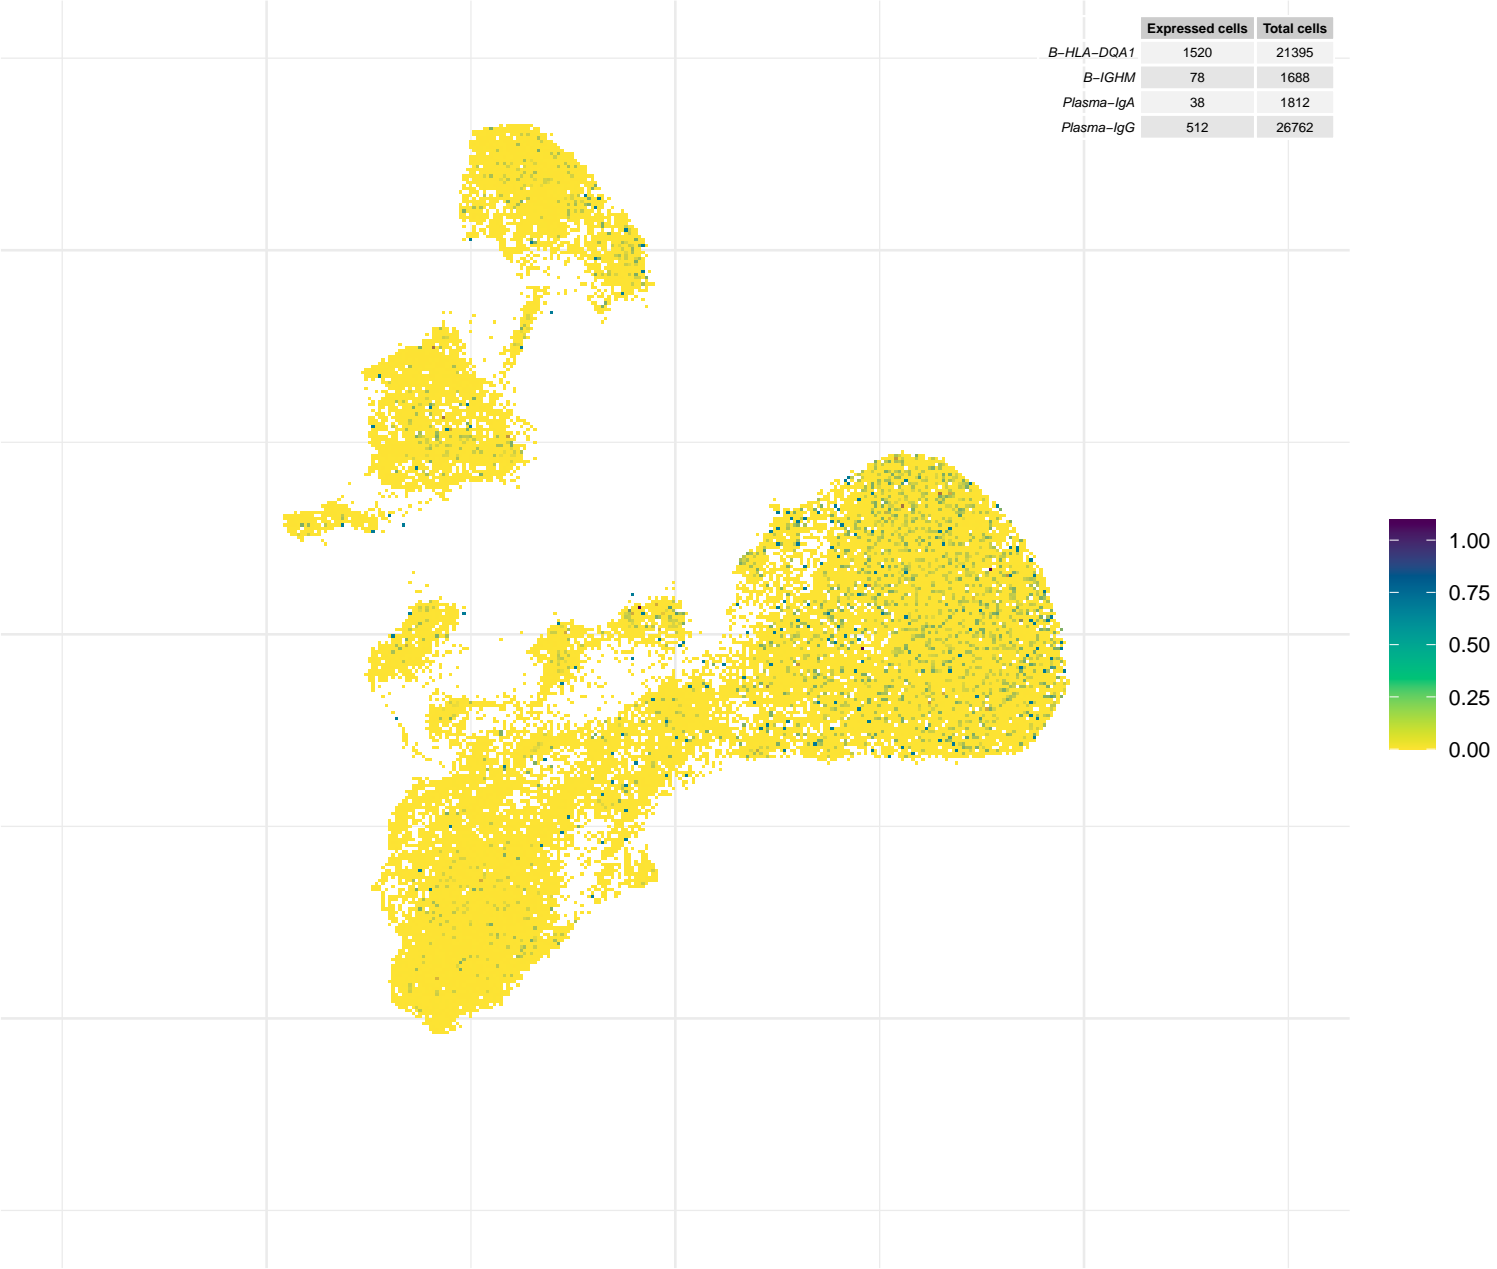 Expressed cells Total cells
B−HLA−DQA1 1520 21395
B−IGHM 78 1688
Plasma−IgA 38 1812
Plasma−IgG 512 26762
1.00
0.75
0.50
0.25
0.00